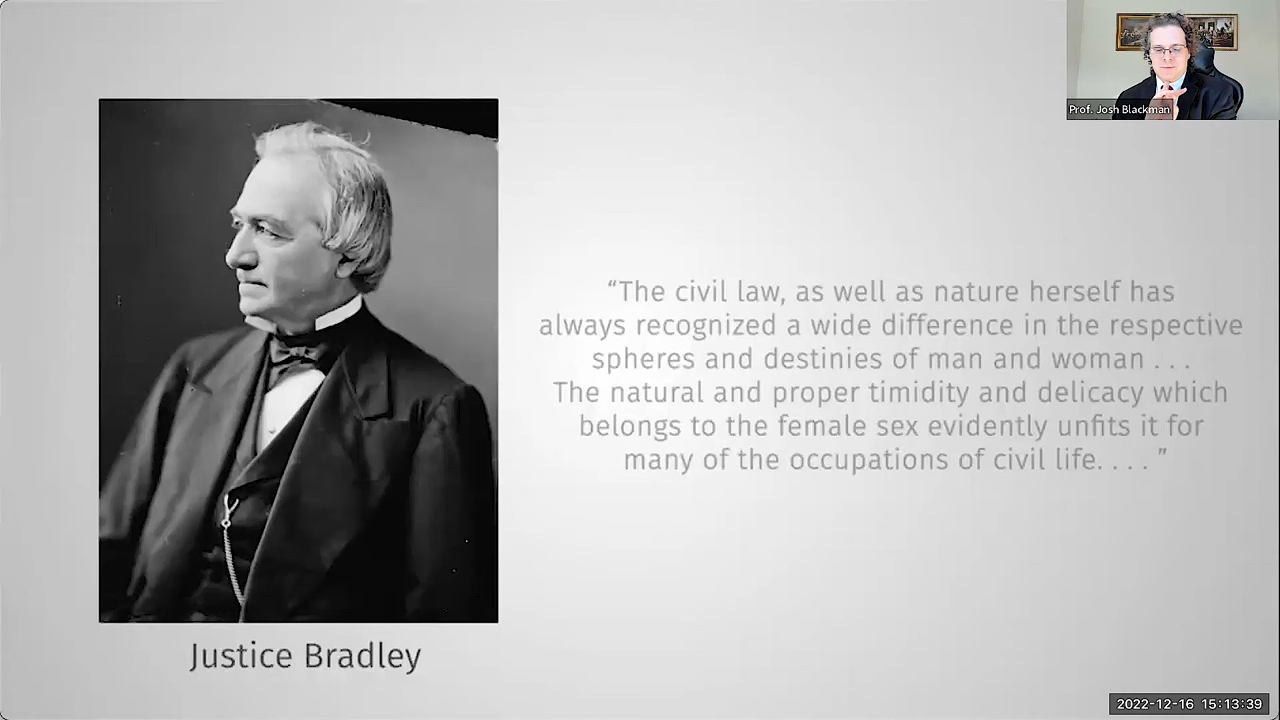 Prof. Josh Blackman
“The civil law, as well as nature herself has
always recognized a wide difference in the respective
spheres and destinies of man and woman . . .
The natural and proper timidity and delicacy which
belongs to the female sex evidently unfits it for
many of the occupations of civil life. . . . ”
Justice Bradley
2022-12-16 15:13:39